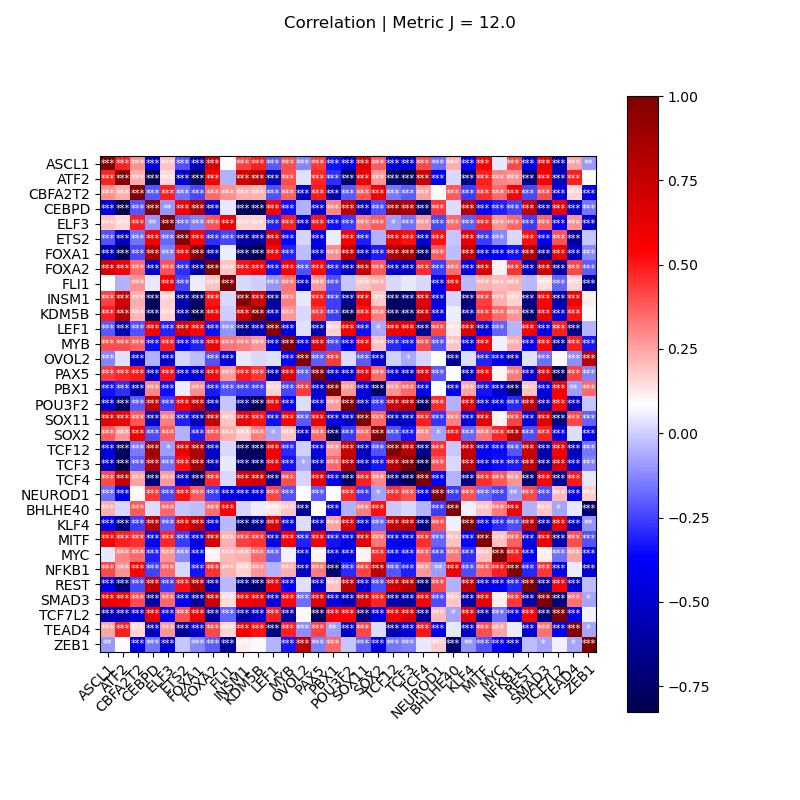 Correlation | Metric J = 12.0
ASCL1
ATF2
CBFA2T2
CEBPD
ELF3
ETS2
FOXA1
FOXA2
FLI1
INSM1
KDM5B
LEF1
MYB
OVOL2
PAX5
PBX1
POU3F2
SOX11
SOX2
TCF12
TCF3
TCF4
NEUROD1
BHLHE40
KLF4
MITF
MYC
NFKB1
REST
SMAD3
TCF7L2
TEAD4
ZEB1
ASCL1
ATF2
CBFA2T2
CEBPD
ELF3
ETS2
FOXA1
FOXA2
FLI1
INSM1
KDM5B
LEF1
MYB
OVOL2
PAX5
PBX1
POU3F2
SOX11
SOX2
TCF12
TCF3
TCF4
NEUROD1
BHLHE40
KLF4
MITF
MYC
NFKB1
REST
SMAD3
TCF7L2
TEAD4
ZEB1
1.00
0.75
0.50
0.25
0.00
−0.25
−0.50
−0.75